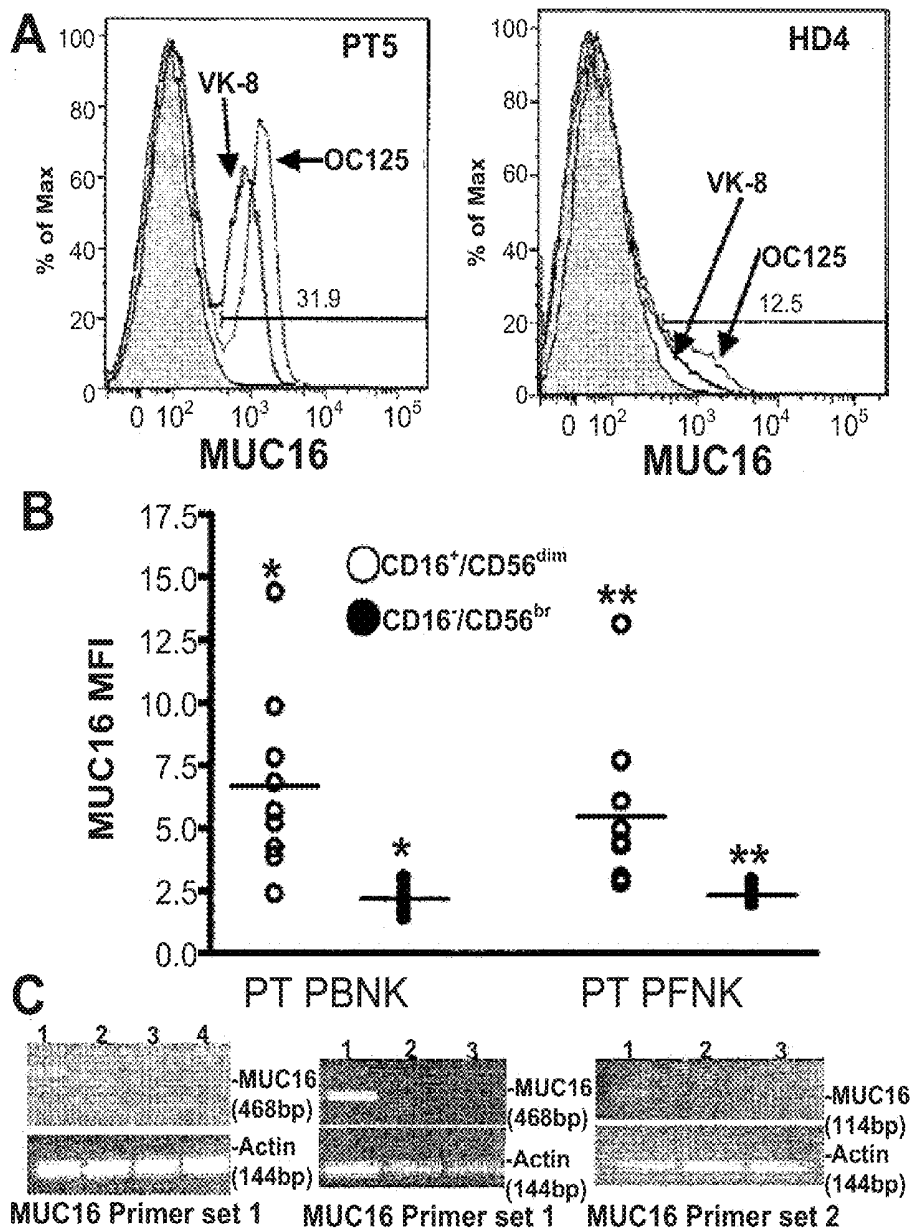 A
PT5
HD4
100
80
60
40
20
0
% of Max
VK-8
OC125
31.9
0 10² 10³ 10⁴ 10⁵
MUC16
100
80
60
40
20
0
% of Max
VK-8
OC125
12.5
0 10² 10³ 10⁴ 10⁵
MUC16
B
17.5
15.0
12.5
10.0
7.5
5.0
2.5
0.0
MUC16 MFI
CD16⁺/CD56ᵈⁱᵐ
CD16⁻/CD56ᵇʳ
*
*
**
**
PT PBNK
PT PFNK
C
1 2 3 4
-MUC16
(468bp)
-Actin
(144bp)
MUC16 Primer set 1
1 2 3
-MUC16
(468bp)
-Actin
(144bp)
MUC16 Primer set 1
1 2 3
-MUC16
(114bp)
-Actin
(144bp)
MUC16 Primer set 2